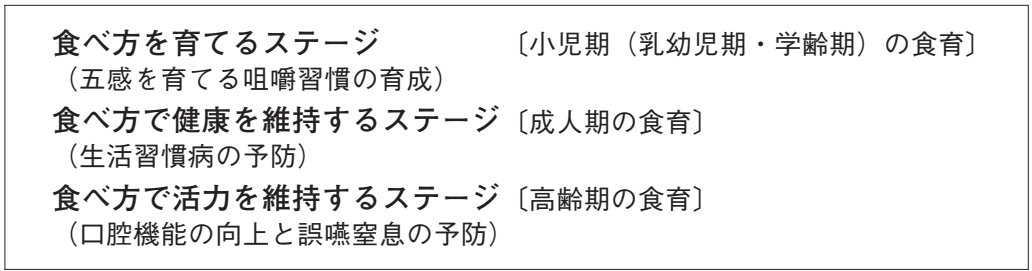 食べ方を育てるステージ 〔小児期（乳幼児期・学齢期）の食育〕
（五感を育てる咀嚼習慣の育成）
食べ方で健康を維持するステージ 〔成人期の食育〕
（生活習慣病の予防）
食べ方で活力を維持するステージ 〔高齢期の食育〕
（口腔機能の向上と誤嚥窒息の予防）